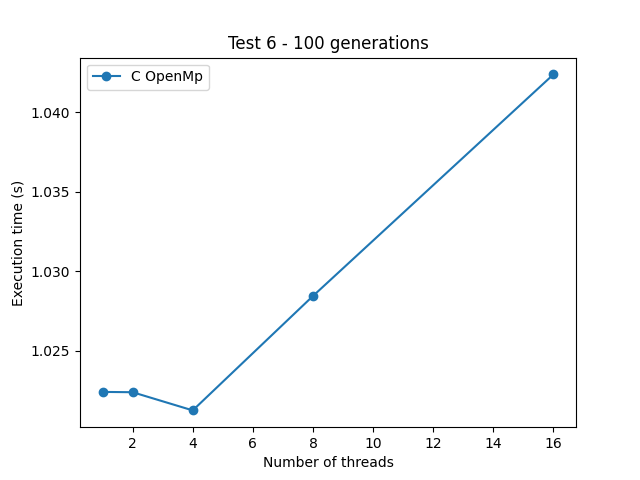 Test 6 - 100 generations
C OpenMp
1.040
1.035
1.030
1.025
Execution time (s)
2 4 6 8 10 12 14 16
Number of threads